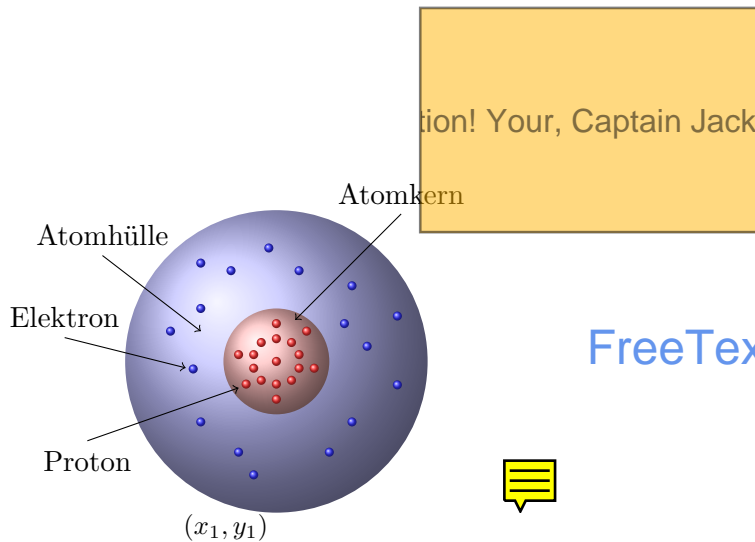 tion! Your, Captain Jack
Atomkern
Atomhülle
Elektron
FreeTex
Proton
(x₁, y₁)